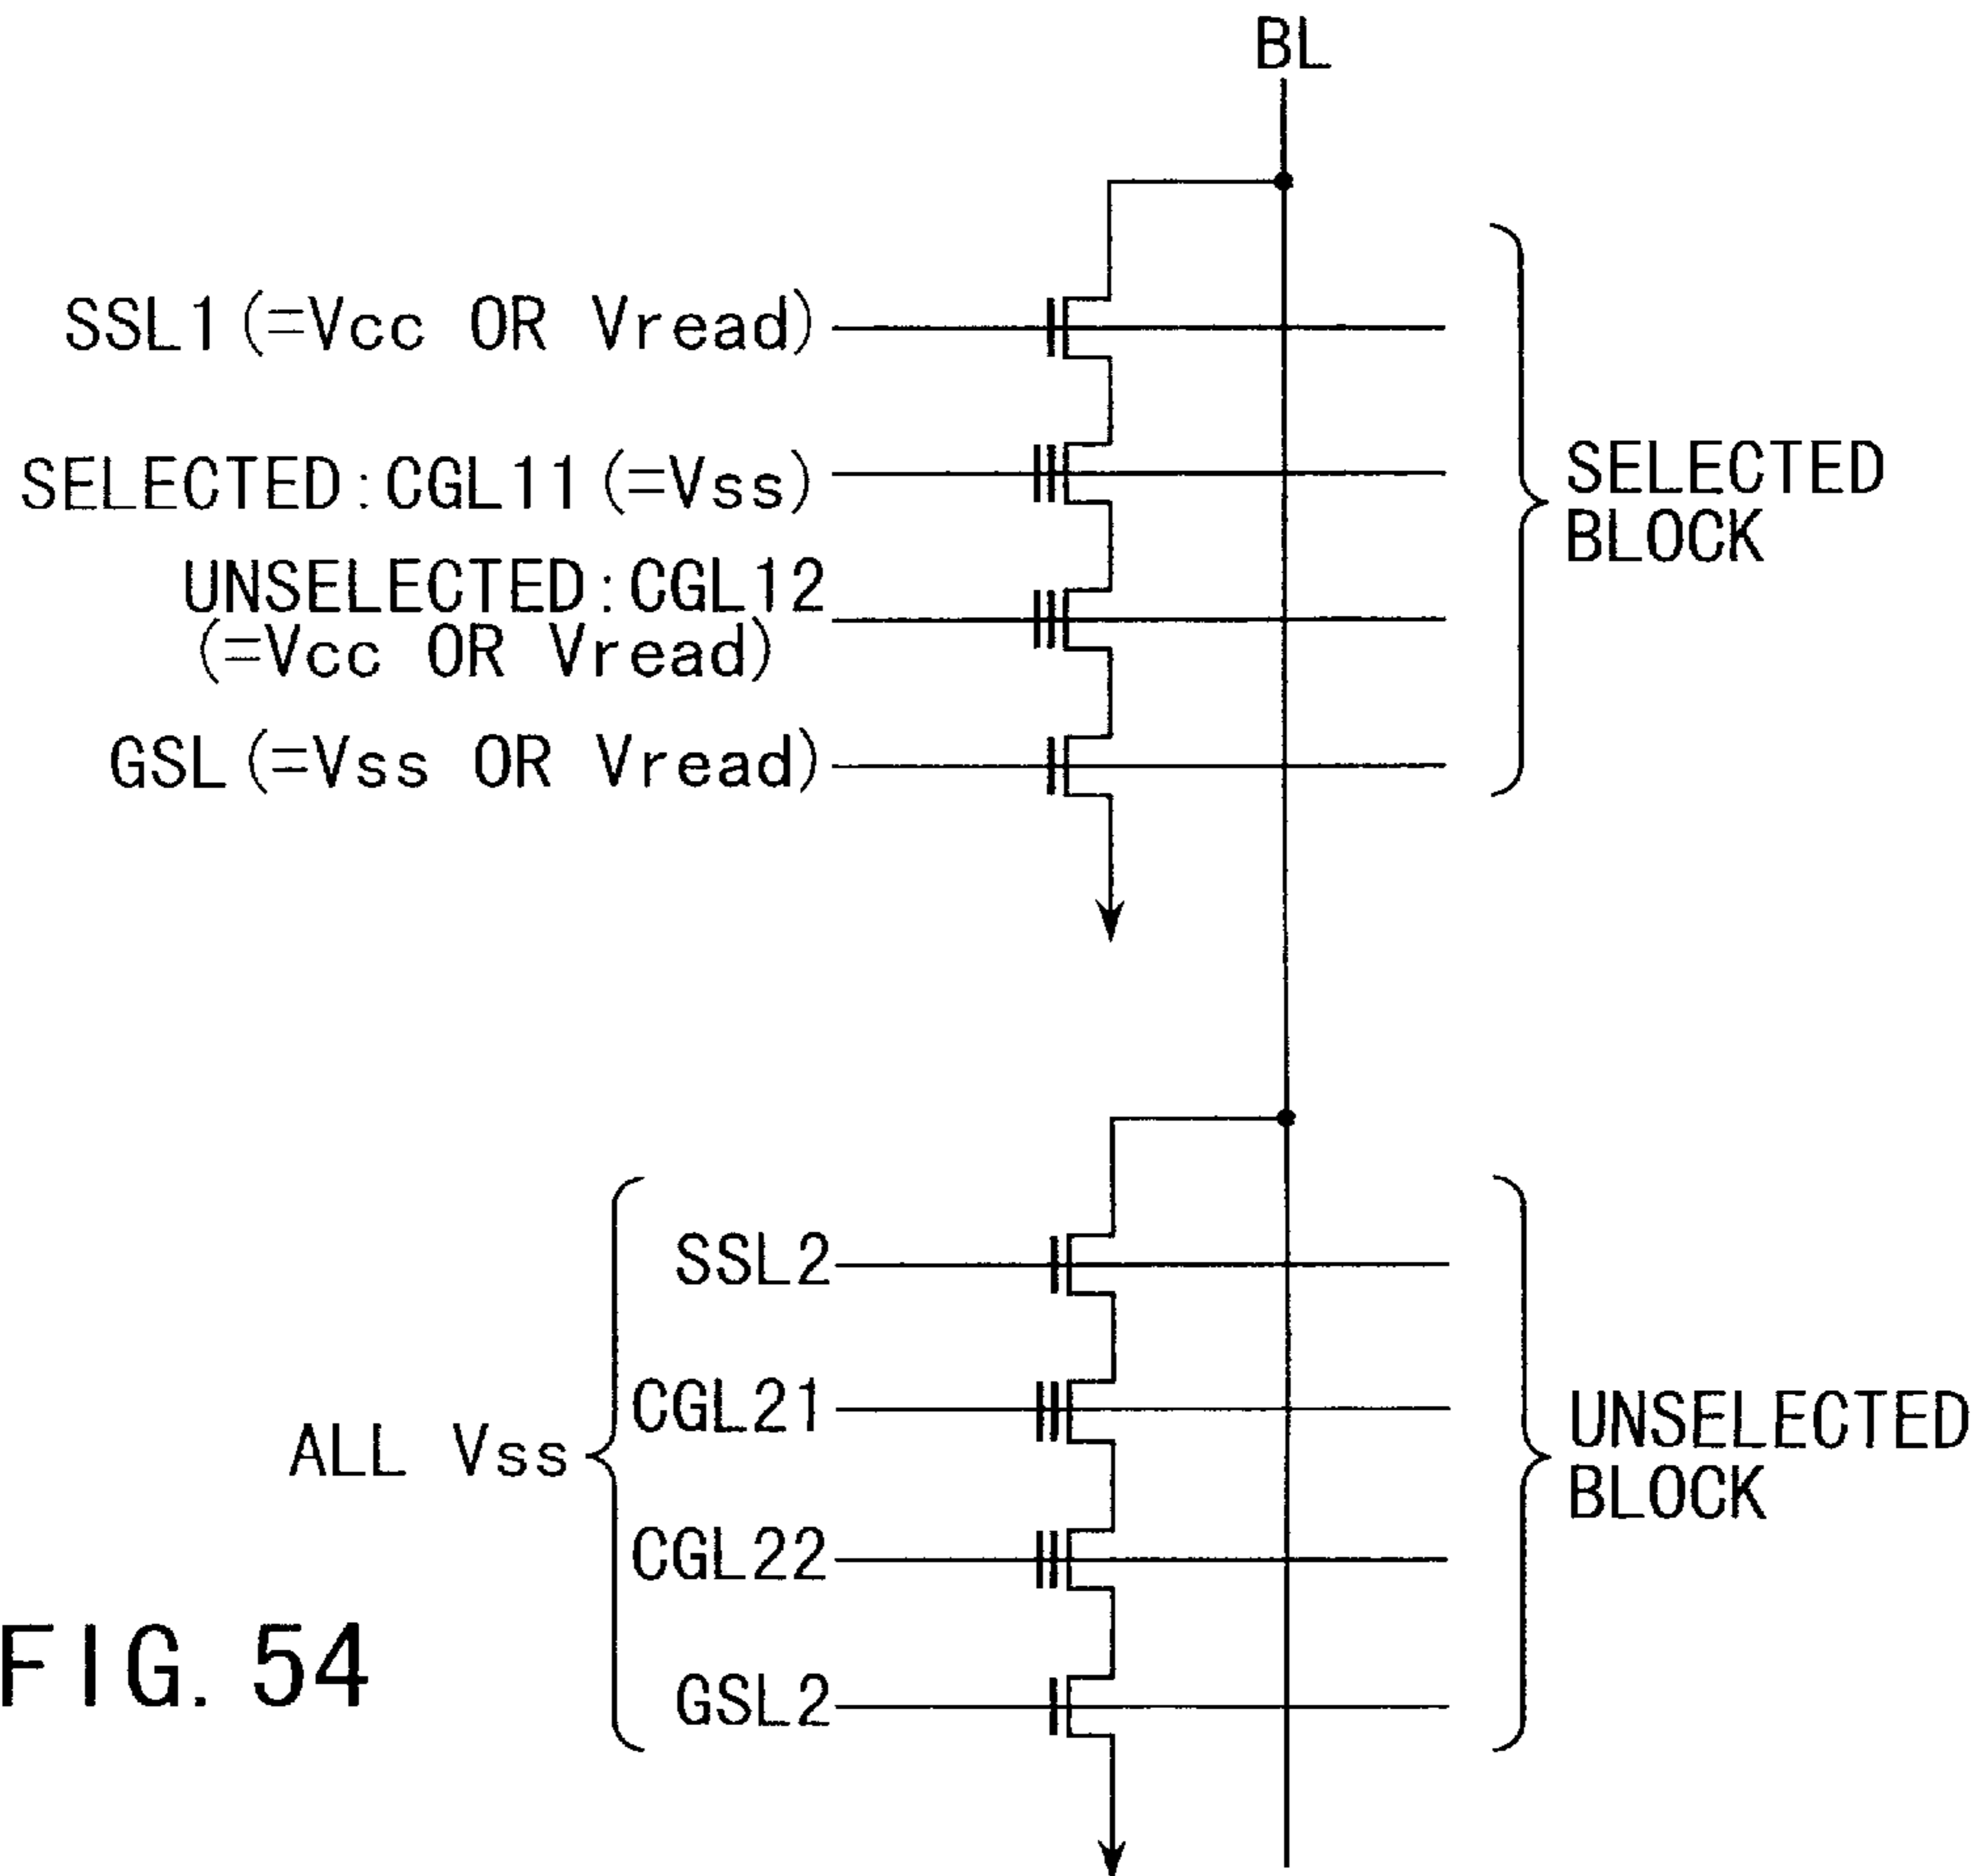 BL
SSL1(=Vcc OR Vread)
SELECTED:CGL11(=Vss)
UNSELECTED:CGL12
(=Vcc OR Vread)
GSL(=Vss OR Vread)
SELECTED
BLOCK
SSL2
CGL21
ALL Vss
CGL22
GSL2
UNSELECTED
BLOCK
FIG. 54